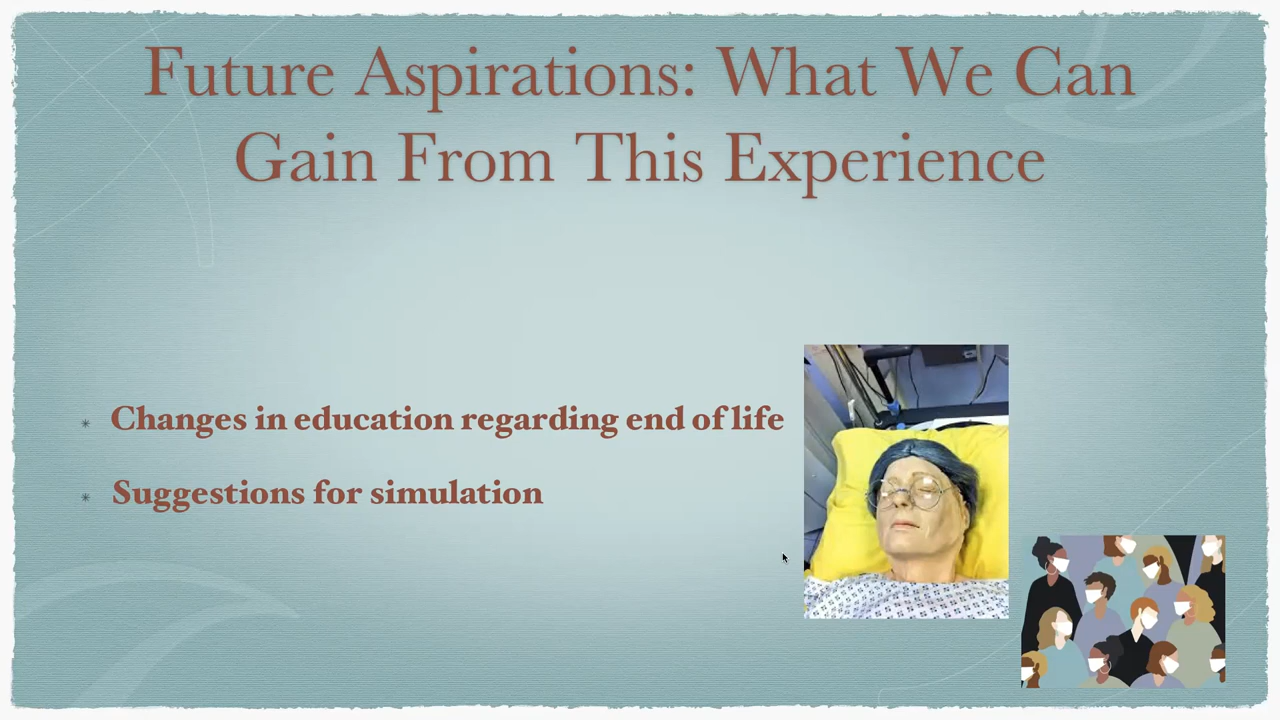 Future Aspirations: What We Can
Gain From This Experience
Changes in education regarding end of life
Suggestions for simulation